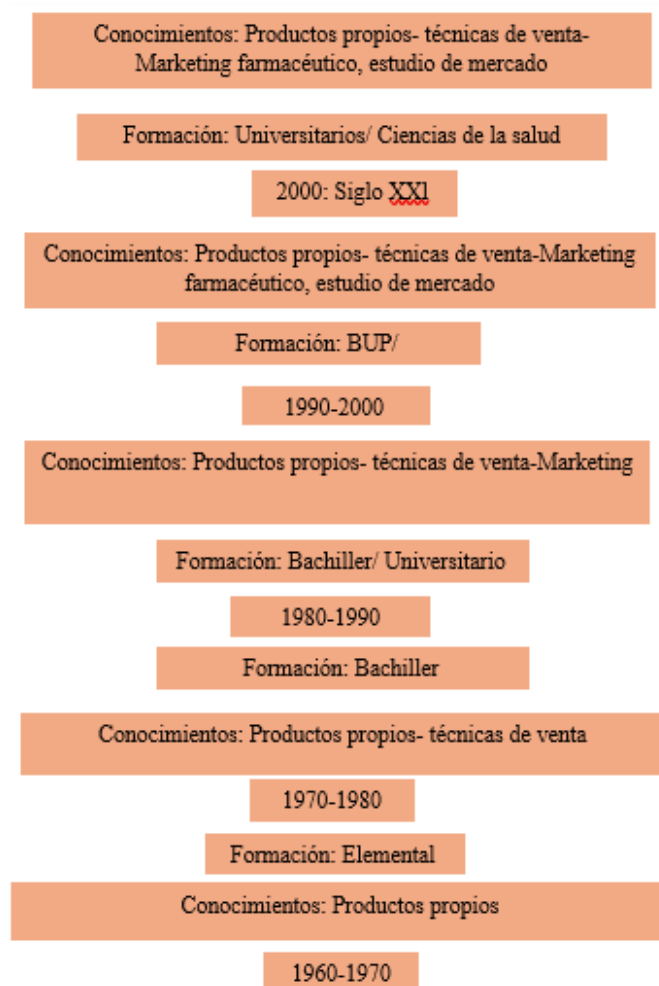 Conocimientos: Productos propios- técnicas de venta-
Marketing farmacéutico, estudio de mercado
Formación: Universitarios/ Ciencias de la salud
2000: Siglo XXl
Conocimientos: Productos propios- técnicas de venta-Marketing
farmacéutico, estudio de mercado
Formación: BUP/
1990-2000
Conocimientos: Productos propios- técnicas de venta-Marketing
Formación: Bachiller/ Universitario
1980-1990
Formación: Bachiller
Conocimientos: Productos propios- técnicas de venta
1970-1980
Formación: Elemental
Conocimientos: Productos propios
1960-1970